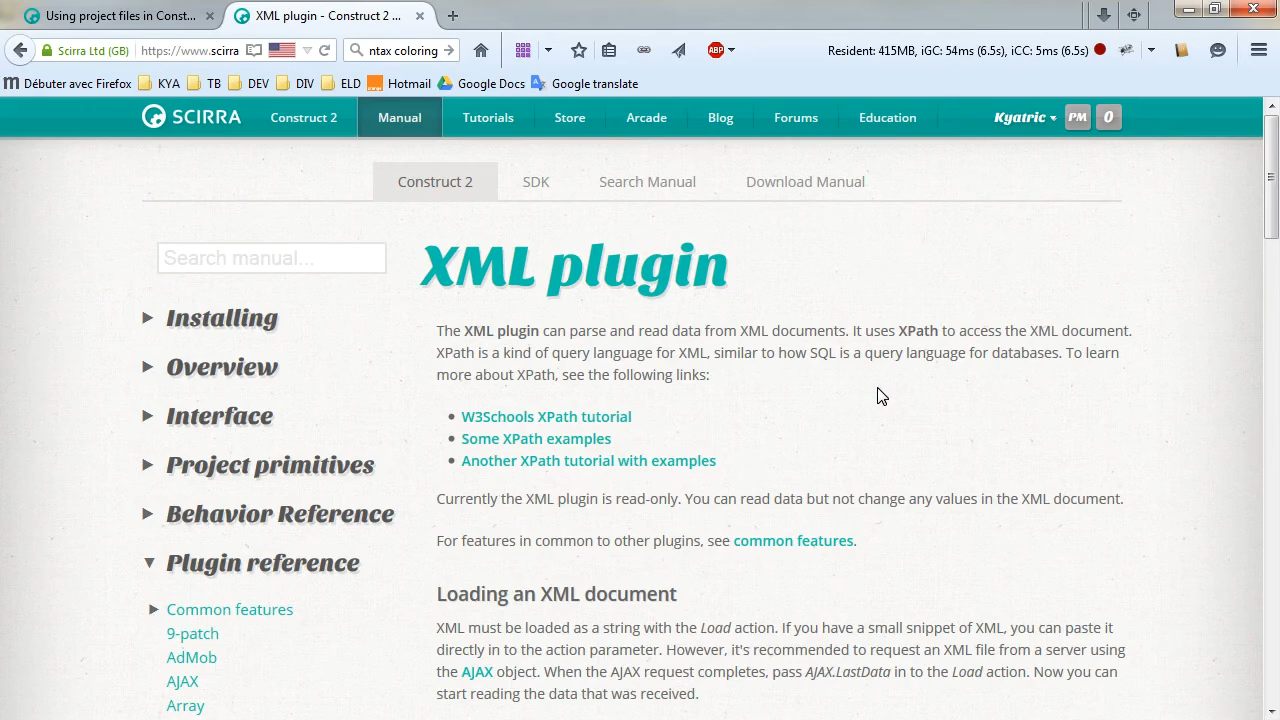 Using project files in Const...
XML plugin - Construct 2 ...
Scirra Ltd (GB)
https://www.scirra
ntax coloring
ABP
Resident: 415MB, iGC: 54ms (6.5s), iCC: 5ms (6.5s)
Débuter avec Firefox
KYA
TB
DEV
DIV
ELD
Hotmail
Google Docs
Google translate
SCIRRA
Construct 2
Manual
Tutorials
Store
Arcade
Blog
Forums
Education
Kyatric
PM
0
Construct 2
SDK
Search Manual
Download Manual
Search manual...
Installing
Overview
Interface
Project primitives
Behavior Reference
Plugin reference
Common features
9-patch
AdMob
AJAX
Array
XML plugin
The XML plugin can parse and read data from XML documents. It uses XPath to access the XML document.
XPath is a kind of query language for XML, similar to how SQL is a query language for databases. To learn
more about XPath, see the following links:
W3Schools XPath tutorial
Some XPath examples
Another XPath tutorial with examples
Currently the XML plugin is read-only. You can read data but not change any values in the XML document.
For features in common to other plugins, see common features.
Loading an XML document
XML must be loaded as a string with the Load action. If you have a small snippet of XML, you can paste it
directly in to the action parameter. However, it's recommended to request an XML file from a server using
the AJAX object. When the AJAX request completes, pass AJAX.LastData in to the Load action. Now you can
start reading the data that was received.